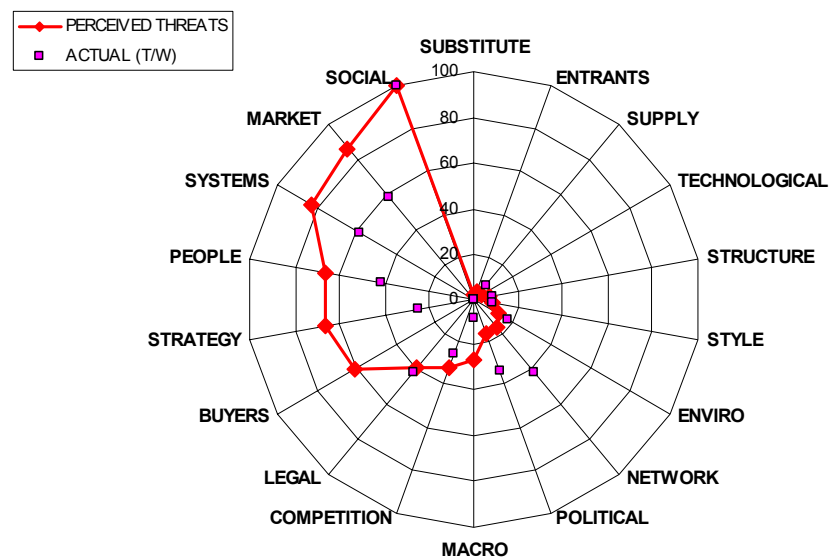 PERCEIVED THREATS
ACTUAL (T/W)
SUBSTITUTE
ENTRANTS
SUPPLY
TECHNOLOGICAL
STRUCTURE
STYLE
ENVIRO
NETWORK
POLITICAL
MACRO
COMPETITION
LEGAL
BUYERS
STRATEGY
PEOPLE
SYSTEMS
MARKET
SOCIAL
100
80
60
40
20
0